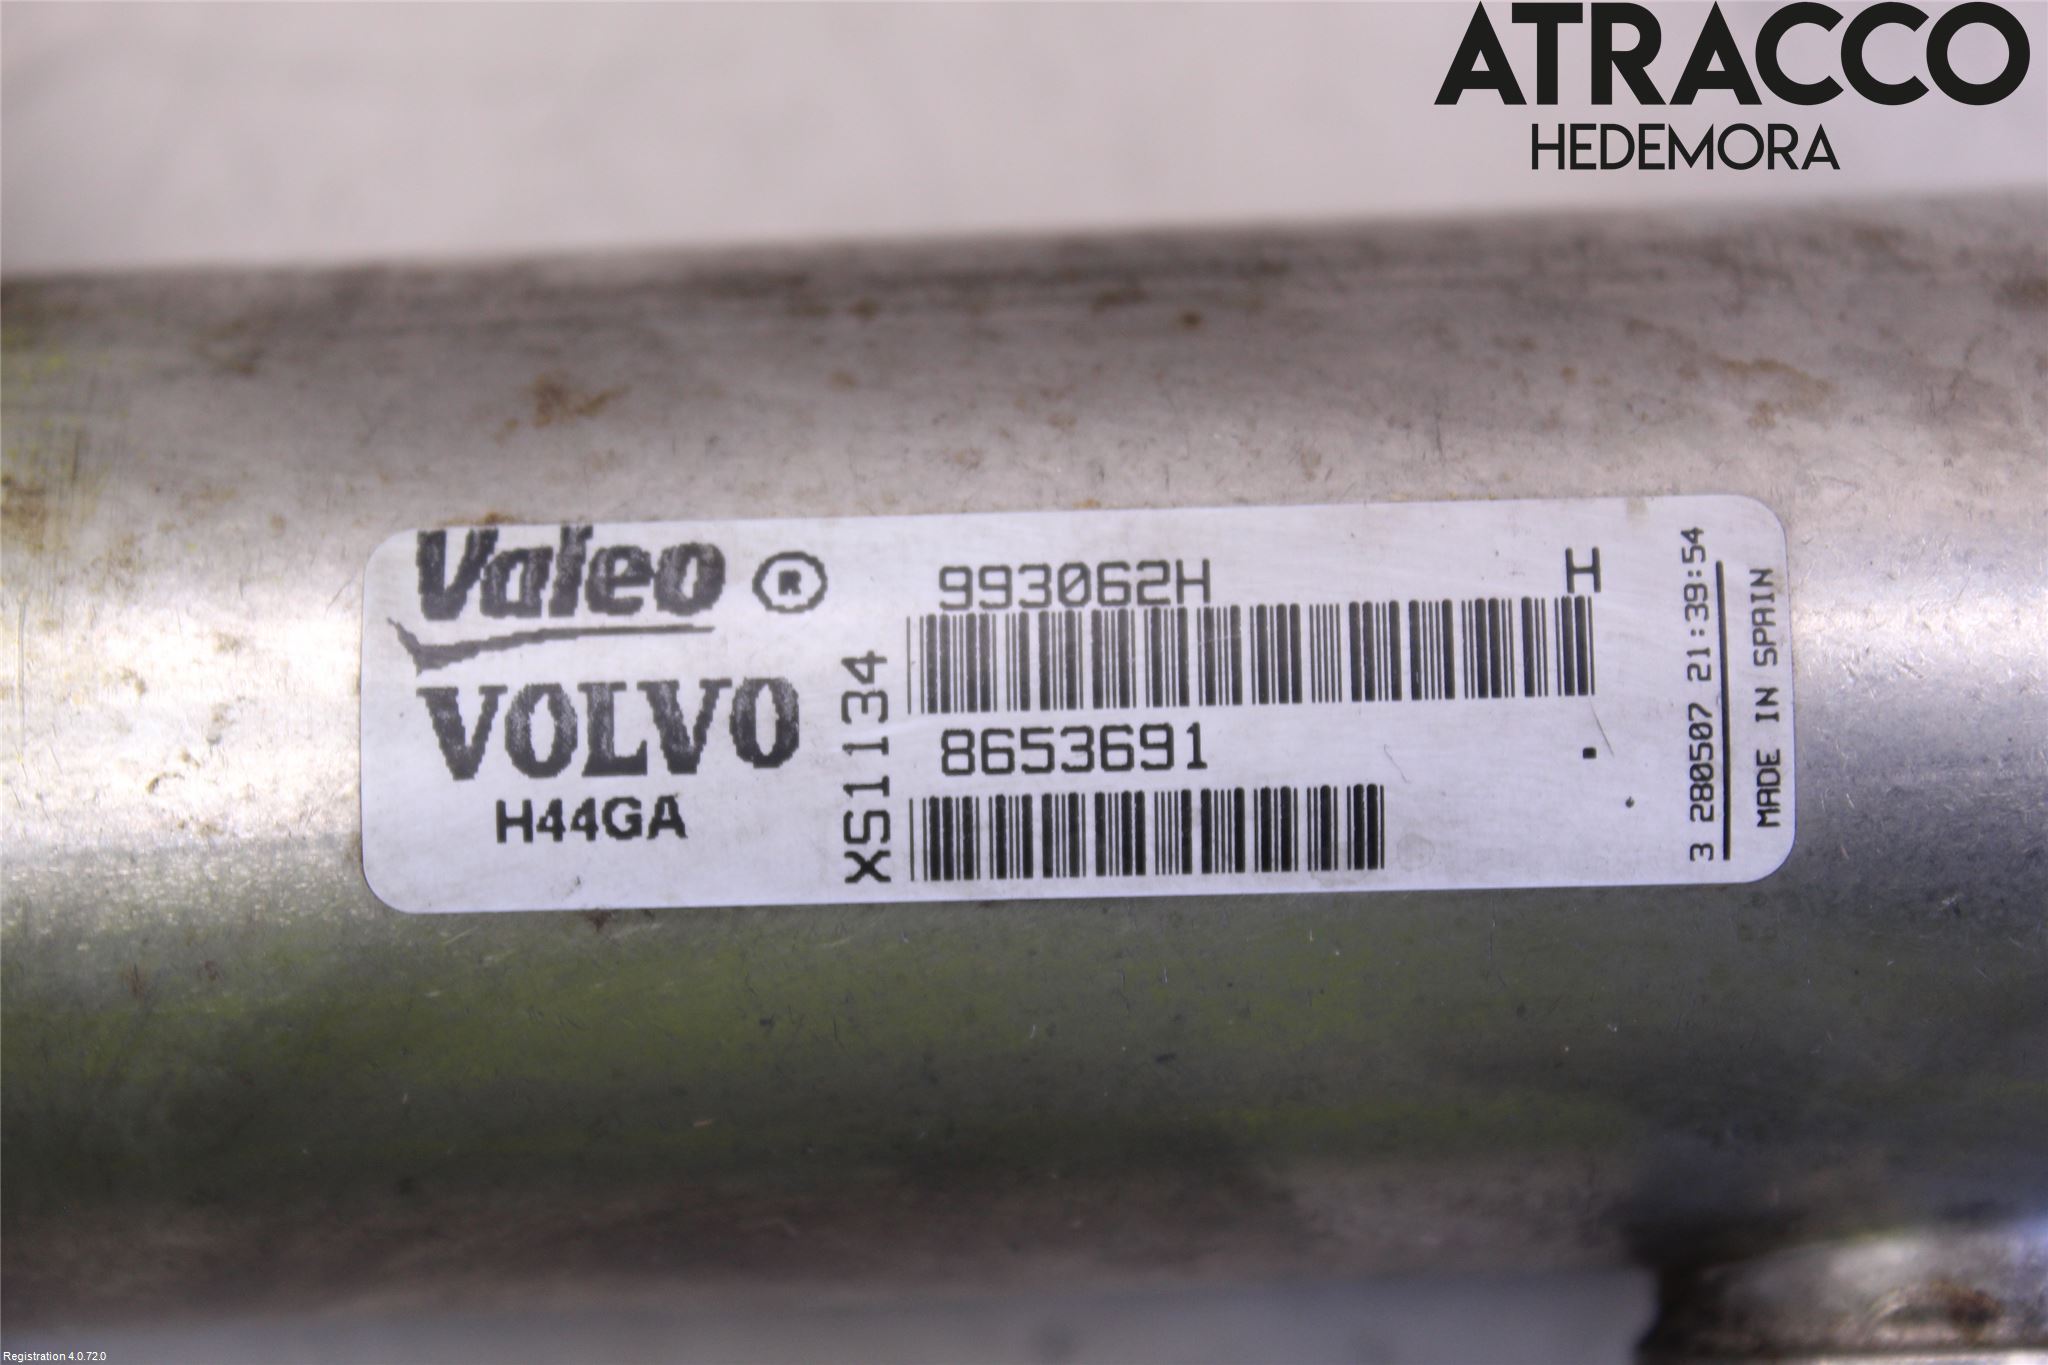 ATRACCO
HEDEMORA
Valeo ®
VOLVO
H44GA
XS1134
993062H
H
8653691
.
3 280507 21:39:54
MADE IN SPAIN
Registration 4.0.72.0